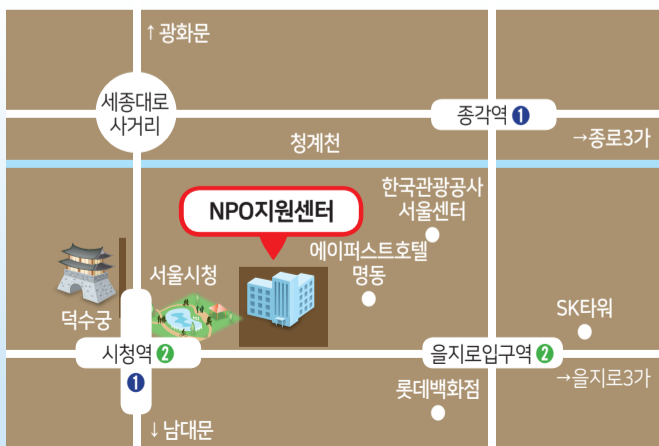 ↑광화문
세종대로
사거리
종각역 1
→종로3가
청계천
한국관광공사
서울센터
NPO지원센터
에이퍼스트호텔
명동
서울시청
덕수궁
SK타워
시청역 2
1
을지로입구역 2
→을지로3가
롯데백화점
↓남대문